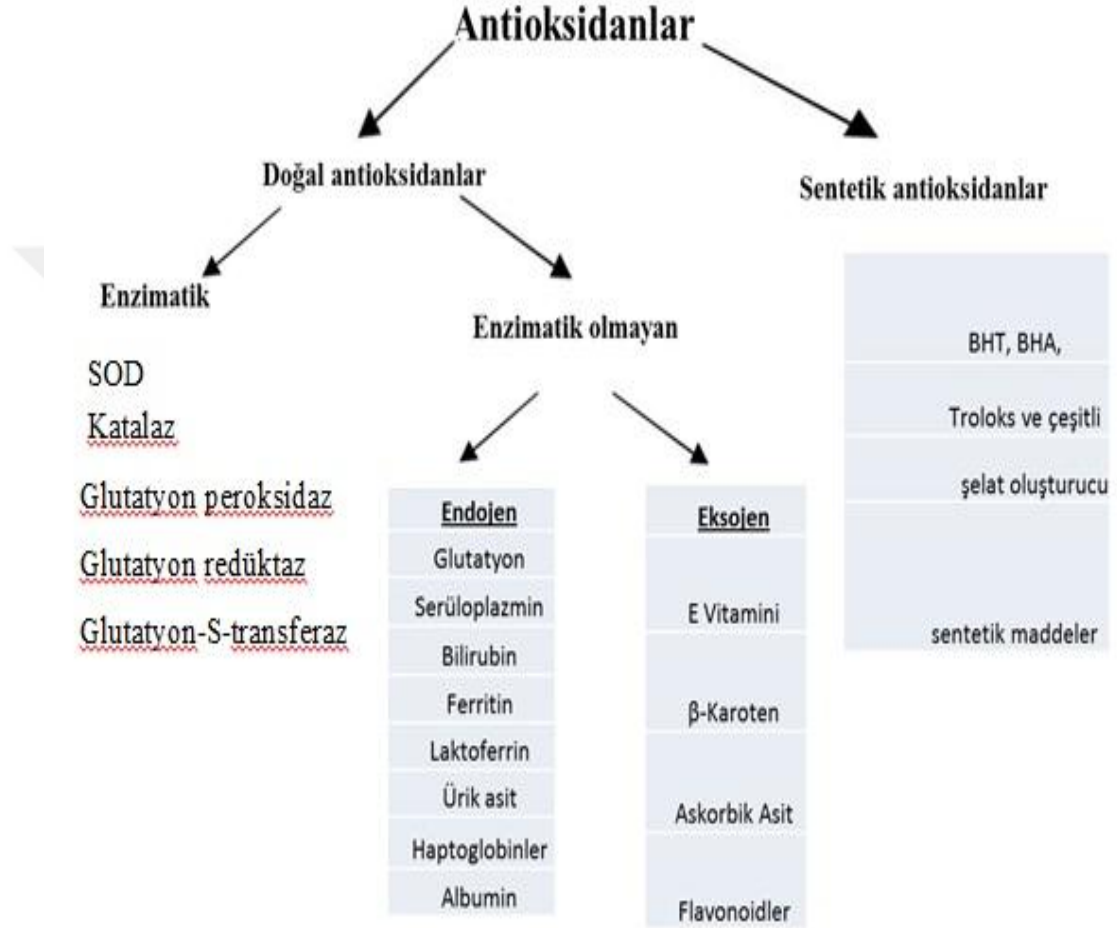 Antioksidanlar
Doğal antioksidanlar
Sentetik antioksidanlar
Enzimatik
Enzimatik olmayan
SOD
Katalaz
Glutatyon peroksidaz
Glutatyon redüktaz
Glutatyon-S-transferaz
Endojen
Glutatyon
Serüloplazmin
Bilirubin
Ferritin
Laktoferrin
Ürik asit
Haptoglobinler
Albumin
Eksojen
E Vitamini
β-Karoten
Askorbik Asit
Flavonoidler
BHT, BHA,
Troloks ve çeşitli
şelat oluşturucu
sentetik maddeler